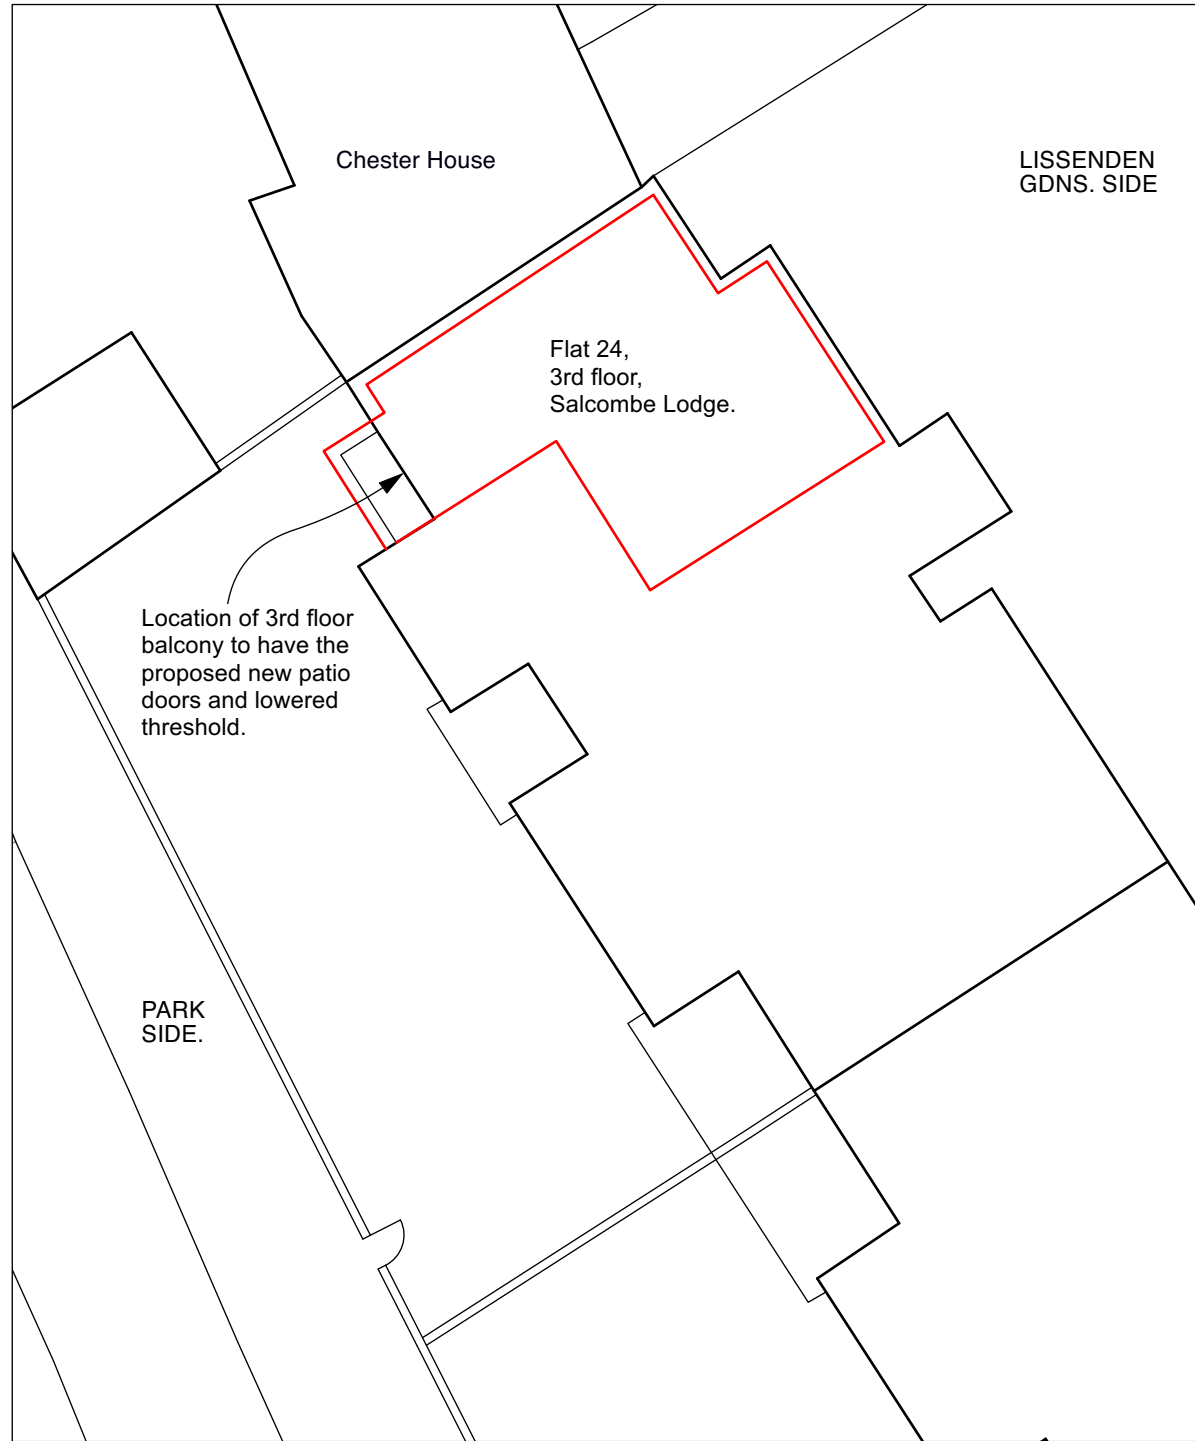 Chester House
LISSENDEN
GDNS. SIDE
Flat 24,
3rd floor,
Salcombe Lodge.
Location of 3rd floor
balcony to have the
proposed new patio
doors and lowered
threshold.
PARK
SIDE.